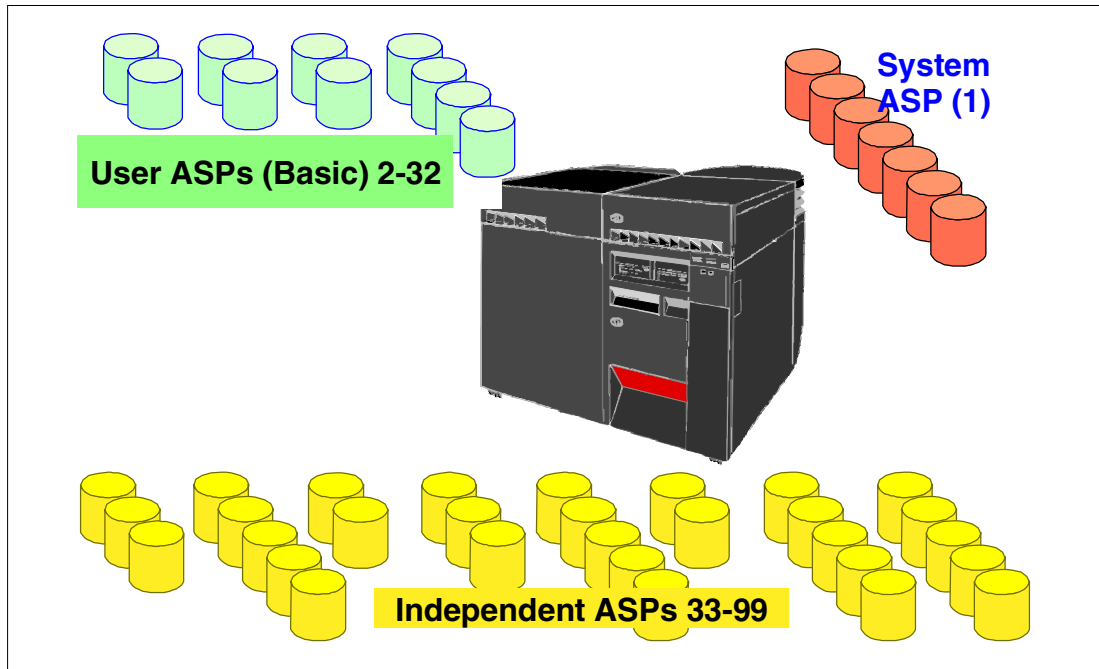 User ASPs (Basic) 2-32
System
ASP (1)
Independent ASPs 33-99